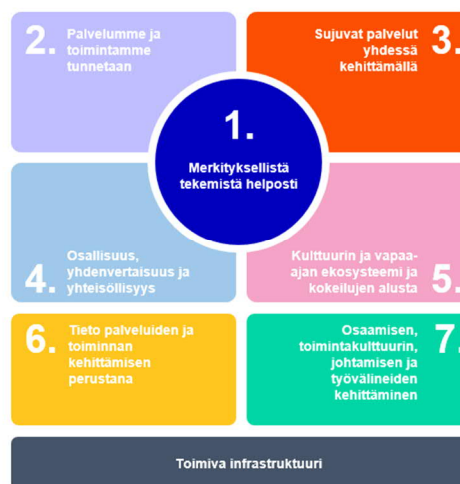 2.
Palvelumme ja
toimintamme
tunnetaan
Sujuvat palvelut
yhdessä
kehittämällä
3.
1.
Merkityksellistä
tekemistä helposti
4.
Osallisuus,
yhdenvertaisuus ja
yhteisöllisyys
Kulttuurin ja vapaa-
ajan ekosysteemi ja
kokeilujen alusta
5.
6.
Tieto palveluiden ja
toiminnan
kehittämisen
perustana
Osaamisen,
toimintakulttuurin,
johtamisen ja
työvälineiden
kehittäminen
7.
Toimiva infrastruktuuri